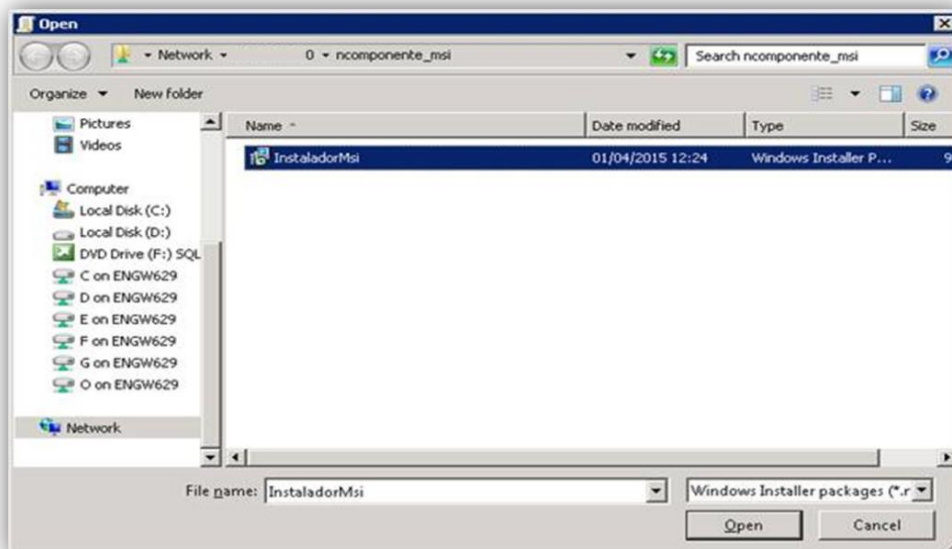 Open
Network 0 ncomponente_msi Search ncomponente_msi
Organize New folder
Name Date modified Type Size
InstaladorMsi 01/04/2015 12:24 Windows Installer P... 9
Pictures
Videos
Computer
Local Disk (C:)
Local Disk (D:)
DVD Drive (F:) SQL
C on ENGW629
D on ENGW629
E on ENGW629
F on ENGW629
G on ENGW629
O on ENGW629
Network
File name: InstaladorMsi Windows Installer packages (*.r
Open Cancel